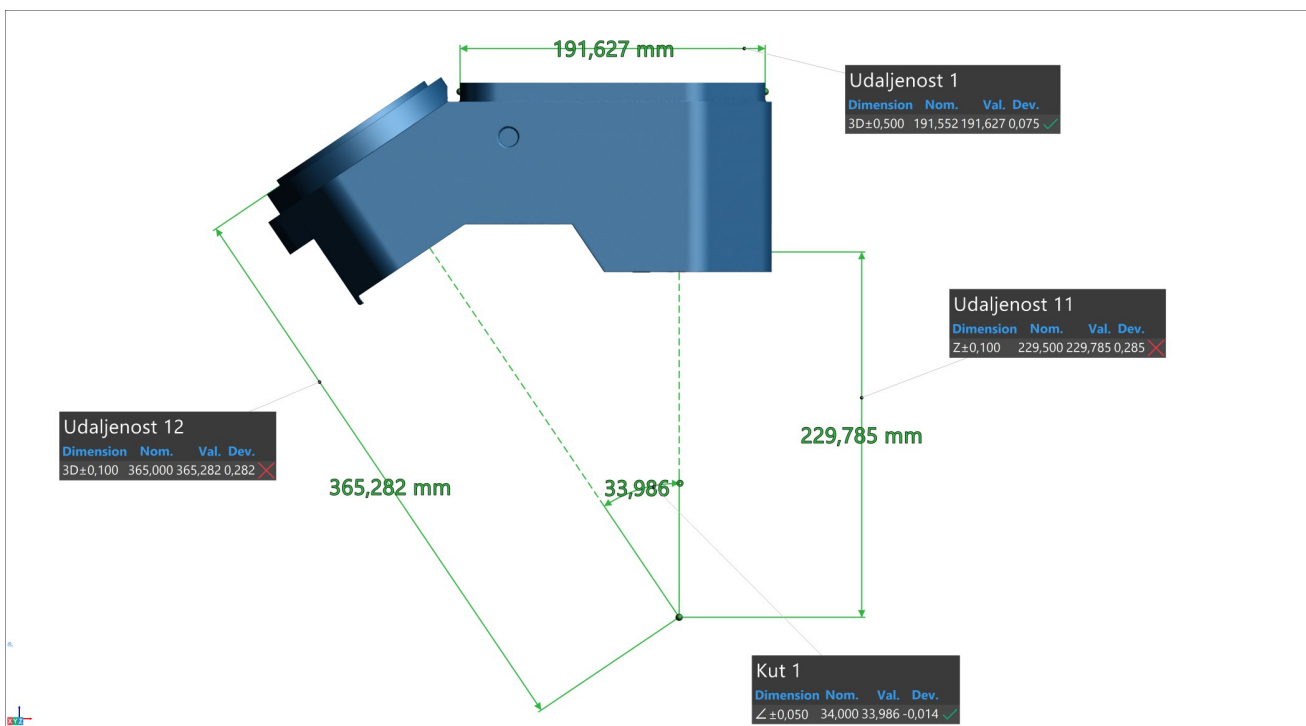 191,627 mm
Udaljenost 1
Dimension Nom. Val. Dev.
3D±0,500 191,552 191,627 0,075
Udaljenost 11
Dimension Nom. Val. Dev.
Z±0,100 229,500 229,785 0,285
Udaljenost 12
Dimension Nom. Val. Dev.
3D±0,100 365,000 365,282 0,282
229,785 mm
365,282 mm
33,986°
Kut 1
Dimension Nom. Val. Dev.
∠±0,050 34,000 33,986 -0,014
X Y Z